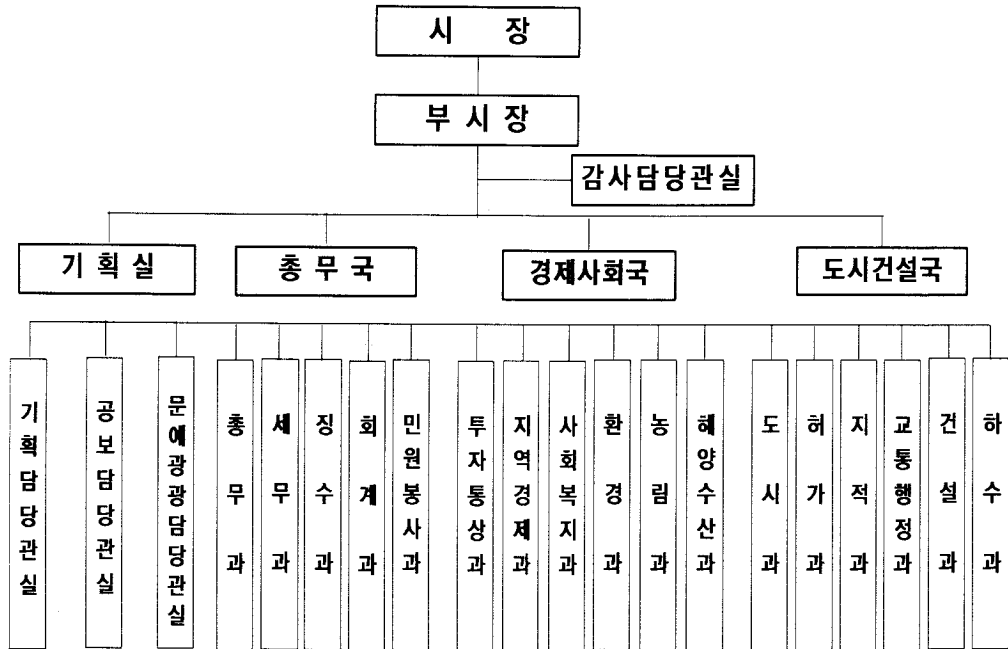 시 장
부 시 장
감사담당관실
기 획 실
총 무 국
경제사회국
도시건설국
기획담당관실
공보담당관실
문예광광담당관실
총무과
세무과
징수과
회계과
민원봉사과
투자통상과
지역경제과
사회복지과
환경과
농림과
해양수산과
도시과
허가과
지적과
교통행정과
건설과
하수과